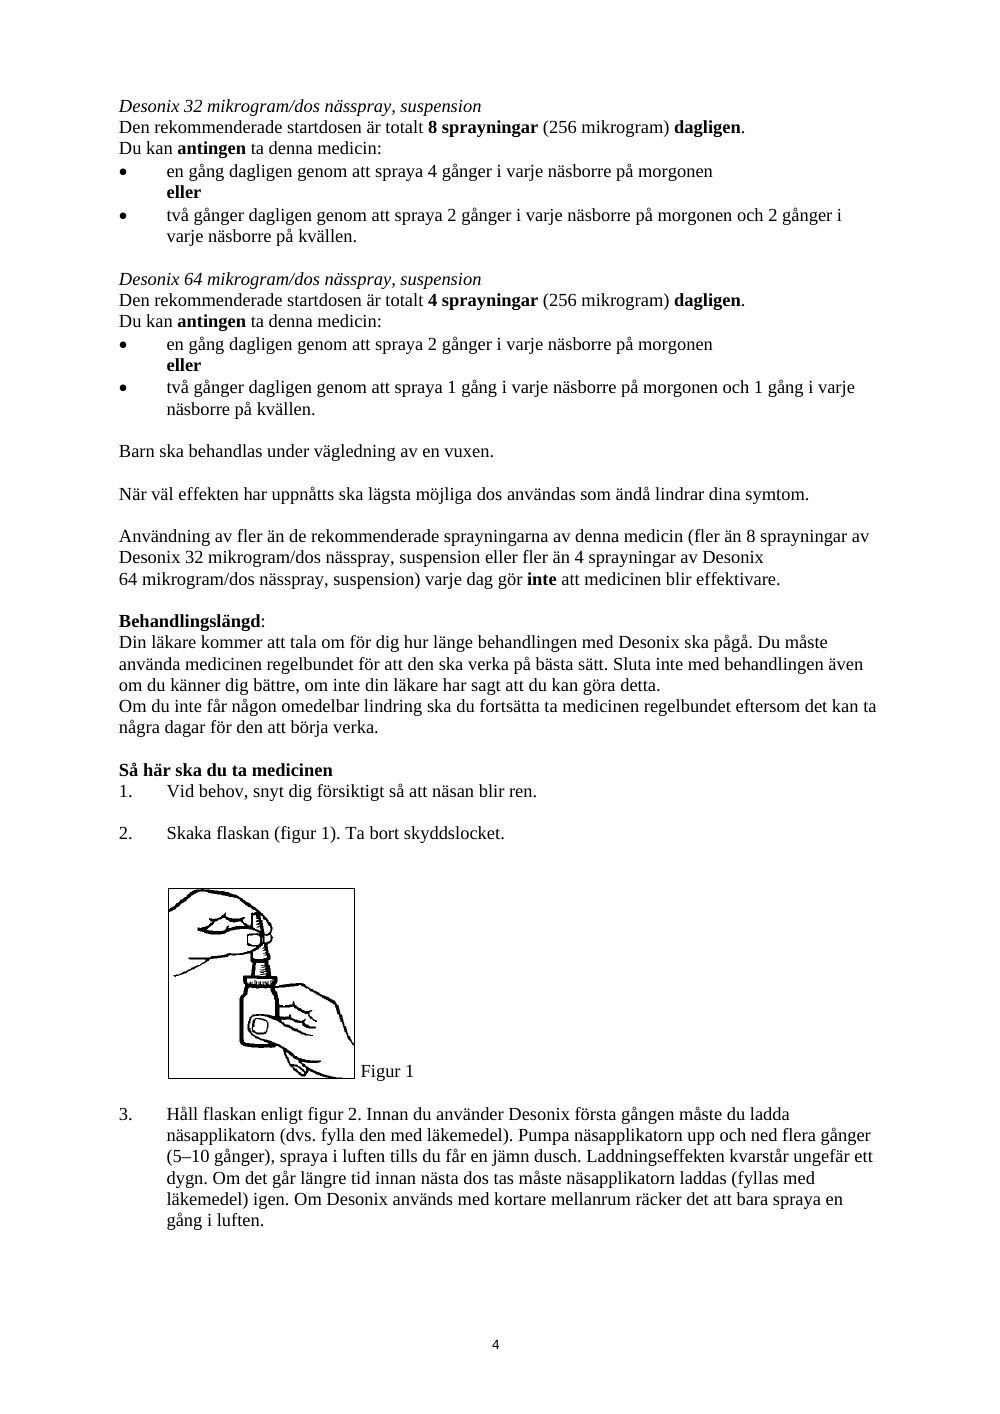 Desonix 32 mikrogram/dos nässpray, suspension
Den rekommenderade startdosen är totalt 8 sprayningar (256 mikrogram) dagligen.
Du kan antingen ta denna medicin:
• en gång dagligen genom att spraya 4 gånger i varje näsborre på morgonen
eller
• två gånger dagligen genom att spraya 2 gånger i varje näsborre på morgonen och 2 gånger i
varje näsborre på kvällen.
Desonix 64 mikrogram/dos nässpray, suspension
Den rekommenderade startdosen är totalt 4 sprayningar (256 mikrogram) dagligen.
Du kan antingen ta denna medicin:
• en gång dagligen genom att spraya 2 gånger i varje näsborre på morgonen
eller
• två gånger dagligen genom att spraya 1 gång i varje näsborre på morgonen och 1 gång i varje
näsborre på kvällen.
Barn ska behandlas under vägledning av en vuxen.
När väl effekten har uppnåtts ska lägsta möjliga dos användas som ändå lindrar dina symtom.
Användning av fler än de rekommenderade sprayningarna av denna medicin (fler än 8 sprayningar av
Desonix 32 mikrogram/dos nässpray, suspension eller fler än 4 sprayningar av Desonix
64 mikrogram/dos nässpray, suspension) varje dag gör inte att medicinen blir effektivare.
Behandlingslängd:
Din läkare kommer att tala om för dig hur länge behandlingen med Desonix ska pågå. Du måste
använda medicinen regelbundet för att den ska verka på bästa sätt. Sluta inte med behandlingen även
om du känner dig bättre, om inte din läkare har sagt att du kan göra detta.
Om du inte får någon omedelbar lindring ska du fortsätta ta medicinen regelbundet eftersom det kan ta
några dagar för den att börja verka.
Så här ska du ta medicinen
1. Vid behov, snyt dig försiktigt så att näsan blir ren.
2. Skaka flaskan (figur 1). Ta bort skyddslocket.
Figur 1
3. Håll flaskan enligt figur 2. Innan du använder Desonix första gången måste du ladda
näsapplikatorn (dvs. fylla den med läkemedel). Pumpa näsapplikatorn upp och ned flera gånger
(5–10 gånger), spraya i luften tills du får en jämn dusch. Laddningseffekten kvarstår ungefär ett
dygn. Om det går längre tid innan nästa dos tas måste näsapplikatorn laddas (fyllas med
läkemedel) igen. Om Desonix används med kortare mellanrum räcker det att bara spraya en
gång i luften.
4